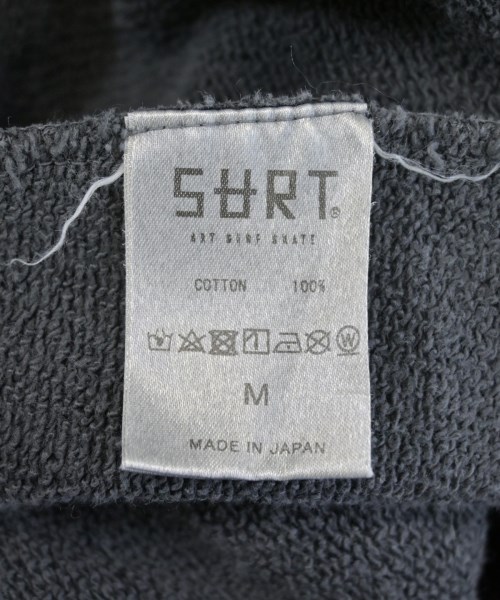 SURT®
ART SURF SKATE
COTTON 100%
W
M
MADE IN JAPAN